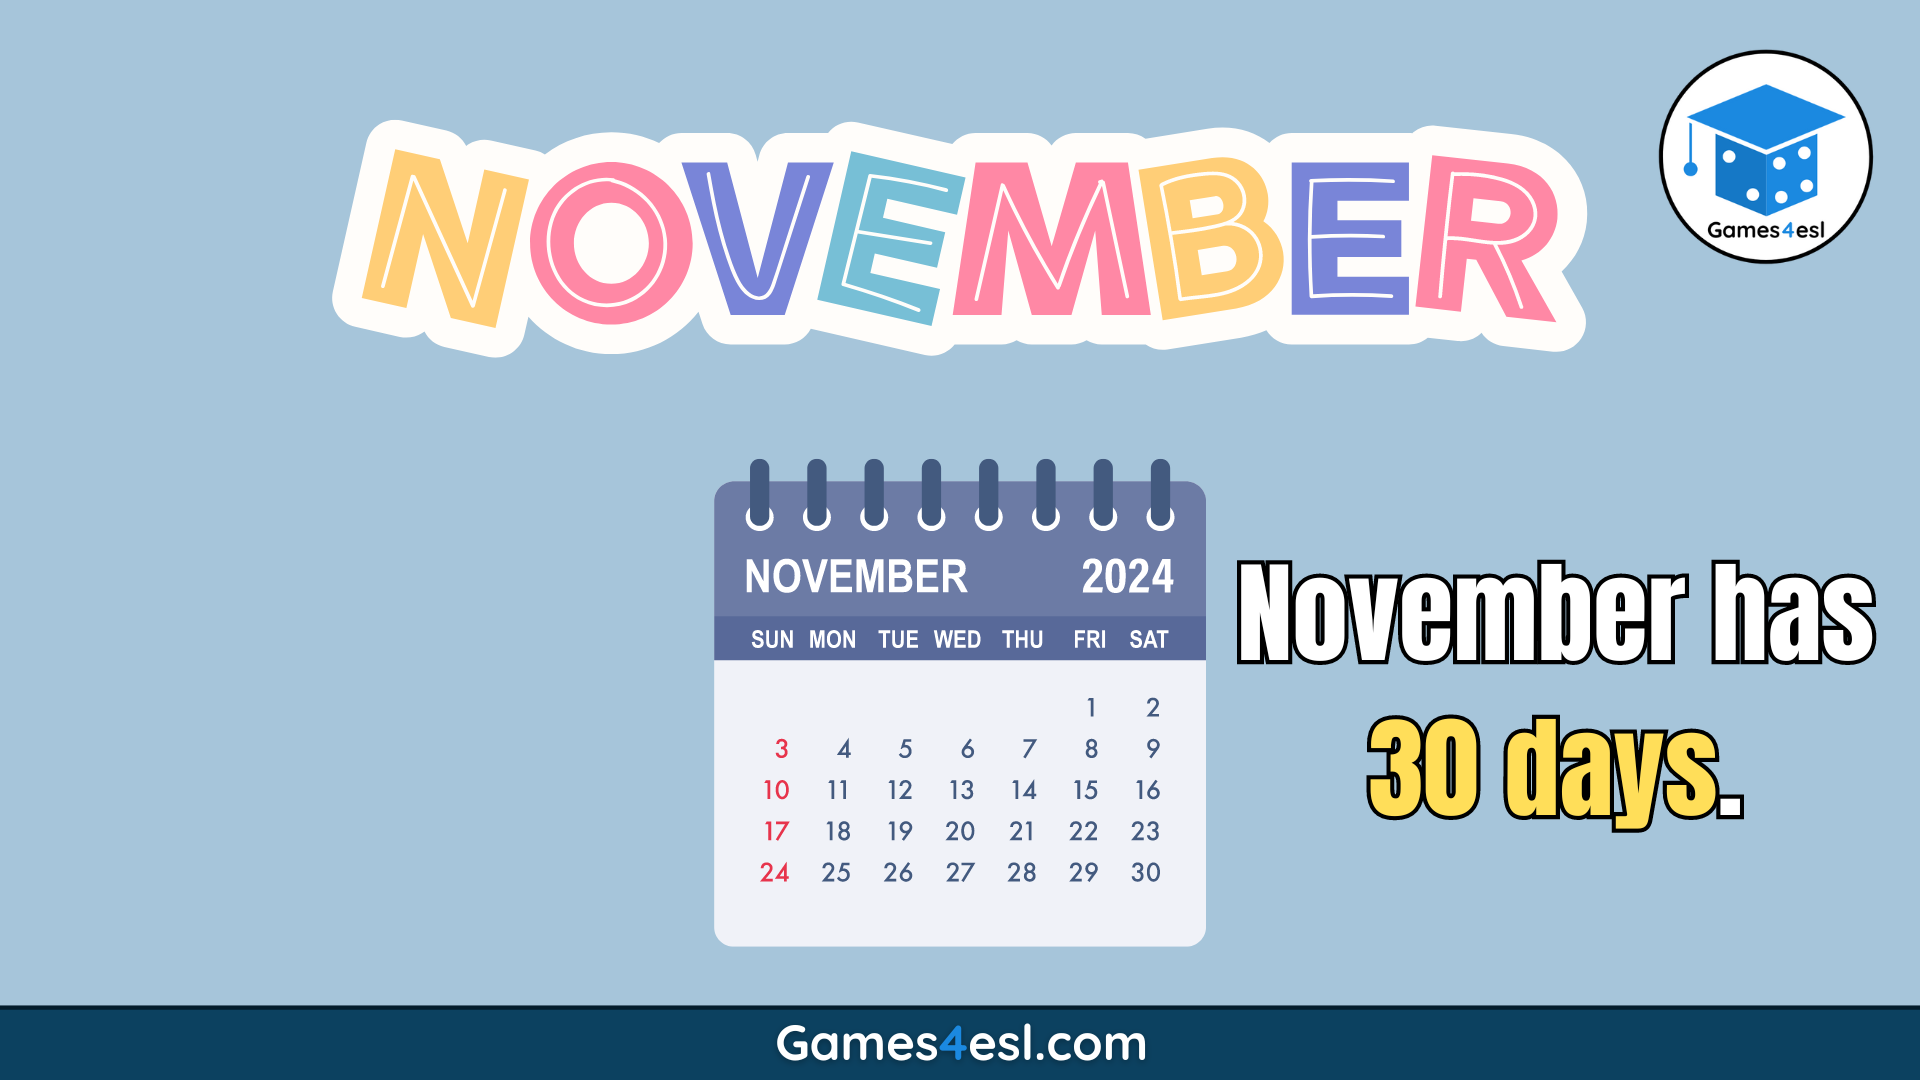 NOVEMBER
Games4esl
NOVEMBER 2024
SUN MON TUE WED THU FRI SAT
1 2
3 4 5 6 7 8 9
10 11 12 13 14 15 16
17 18 19 20 21 22 23
24 25 26 27 28 29 30
November has
30 days.
Games4esl.com